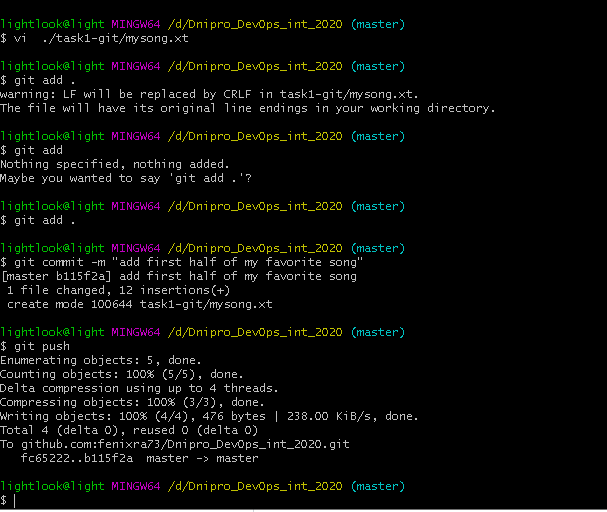 lightlook@light MINGW64 /d/Dnipro_DevOps_int_2020 (master)
$ vi  ./task1-git/mysong.xt
lightlook@light MINGW64 /d/Dnipro_DevOps_int_2020 (master)
$ git add .
warning: LF will be replaced by CRLF in task1-git/mysong.xt.
The file will have its original line endings in your working directory.
lightlook@light MINGW64 /d/Dnipro_DevOps_int_2020 (master)
$ git add
Nothing specified, nothing added.
Maybe you wanted to say 'git add .'?
lightlook@light MINGW64 /d/Dnipro_DevOps_int_2020 (master)
$ git add .
lightlook@light MINGW64 /d/Dnipro_DevOps_int_2020 (master)
$ git commit -m "add first half of my favorite song"
[master b115f2a] add first half of my favorite song
 1 file changed, 12 insertions(+)
 create mode 100644 task1-git/mysong.xt
lightlook@light MINGW64 /d/Dnipro_DevOps_int_2020 (master)
$ git push
Enumerating objects: 5, done.
Counting objects: 100% (5/5), done.
Delta compression using up to 4 threads.
Compressing objects: 100% (3/3), done.
Writing objects: 100% (4/4), 476 bytes | 238.00 KiB/s, done.
Total 4 (delta 0), reused 0 (delta 0)
To github.com:fenixra73/Dnipro_DevOps_int_2020.git
   fc65222..b115f2a  master -> master
lightlook@light MINGW64 /d/Dnipro_DevOps_int_2020 (master)
$